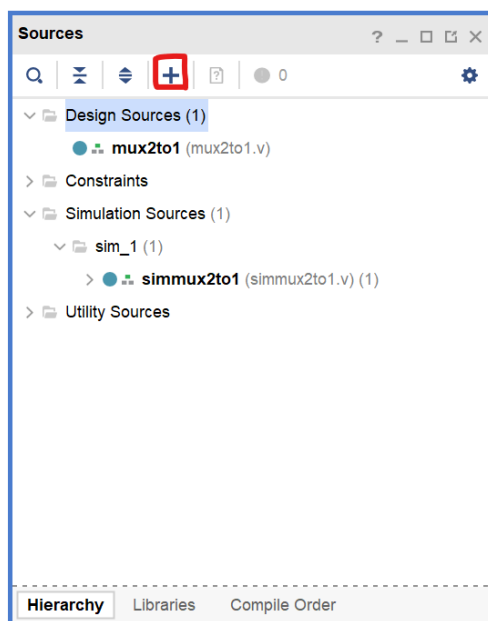 Sources
? 0
Design Sources (1)
mux2to1 (mux2to1.v)
Constraints
Simulation Sources (1)
sim_1 (1)
simmux2to1 (simmux2to1.v) (1)
Utility Sources
Hierarchy Libraries Compile Order